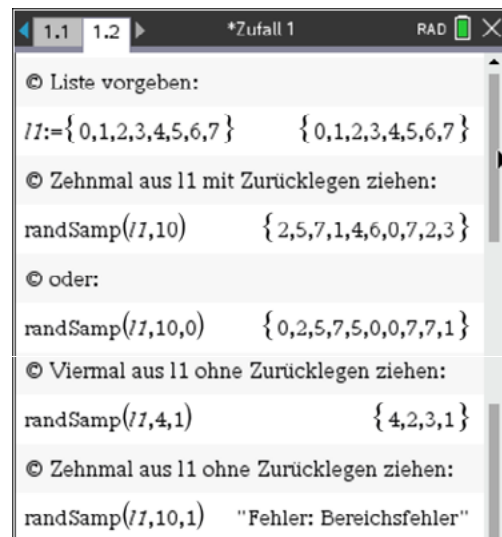 1.1 1.2 *Zufall 1 RAD
© Liste vorgeben:
l1:={0,1,2,3,4,5,6,7} {0,1,2,3,4,5,6,7}
© Zehnmal aus l1 mit Zurücklegen ziehen:
randSamp(l1,10) {2,5,7,1,4,6,0,7,2,3}
© oder:
randSamp(l1,10,0) {0,2,5,7,5,0,0,7,7,1}
© Viermal aus l1 ohne Zurücklegen ziehen:
randSamp(l1,4,1) {4,2,3,1}
© Zehnmal aus l1 ohne Zurücklegen ziehen:
randSamp(l1,10,1) "Fehler: Bereichsfehler"